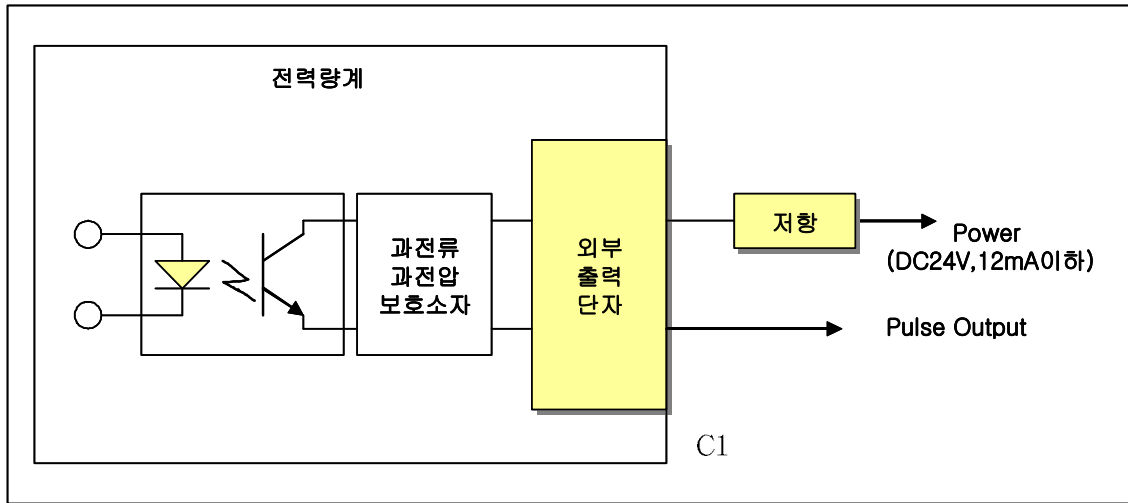 전력량계
과전류
과전압
보호소자
외부
출력
단자
저항
Power
(DC24V,12mA이하)
Pulse Output
C1